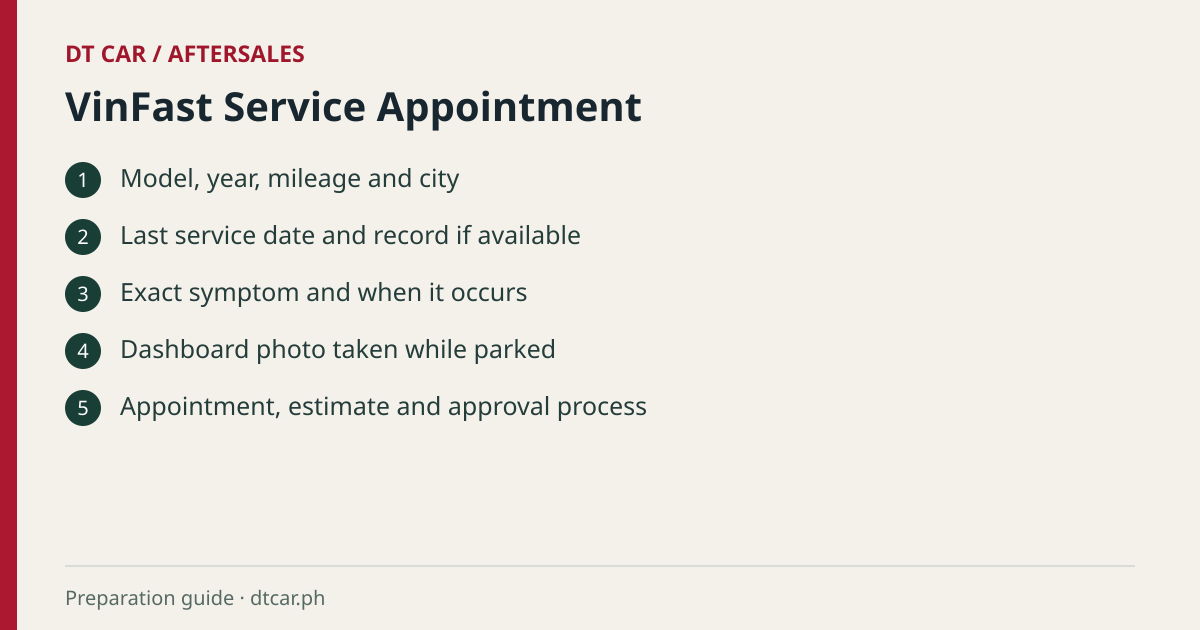 DT CAR / AFTERSALES
VinFast Service Appointment
1 Model, year, mileage and city
2 Last service date and record if available
3 Exact symptom and when it occurs
4 Dashboard photo taken while parked
5 Appointment, estimate and approval process
Preparation guide · dtcar.ph